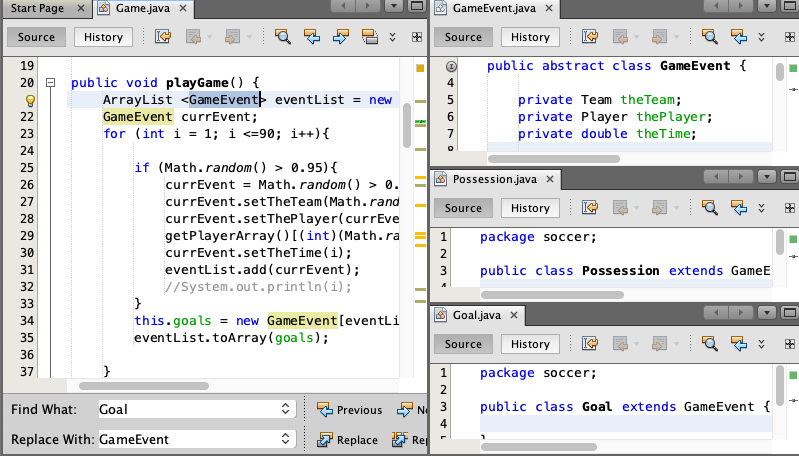 Start Page
Game.java
Source
History
19
20 public void playGame() {
ArrayList <GameEvent> eventList = new
22 GameEvent currEvent;
23 for (int i = 1; i <=90; i++){
24
25 if (Math.random() > 0.95){
26 currEvent = Math.random() > 0.
27 currEvent.setTheTeam(Math.rand
28 currEvent.setThePlayer(currEve
29 getPlayerArray()[(int)(Math.ra
30 currEvent.setTheTime(i);
31 eventList.add(currEvent);
32 //System.out.println(i);
33 }
34 this.goals = new GameEvent[eventLi
35 eventList.toArray(goals);
36
37 }
Find What: Goal
Previous
Replace With: GameEvent
Replace
GameEvent.java
Source
History
public abstract class GameEvent {
4
5 private Team theTeam;
6 private Player thePlayer;
7 private double theTime;
8
Possession.java
Source
History
1 package soccer;
2
3 public class Possession extends GameE
Goal.java
Source
History
1 package soccer;
2
3 public class Goal extends GameEvent {
4
5 }